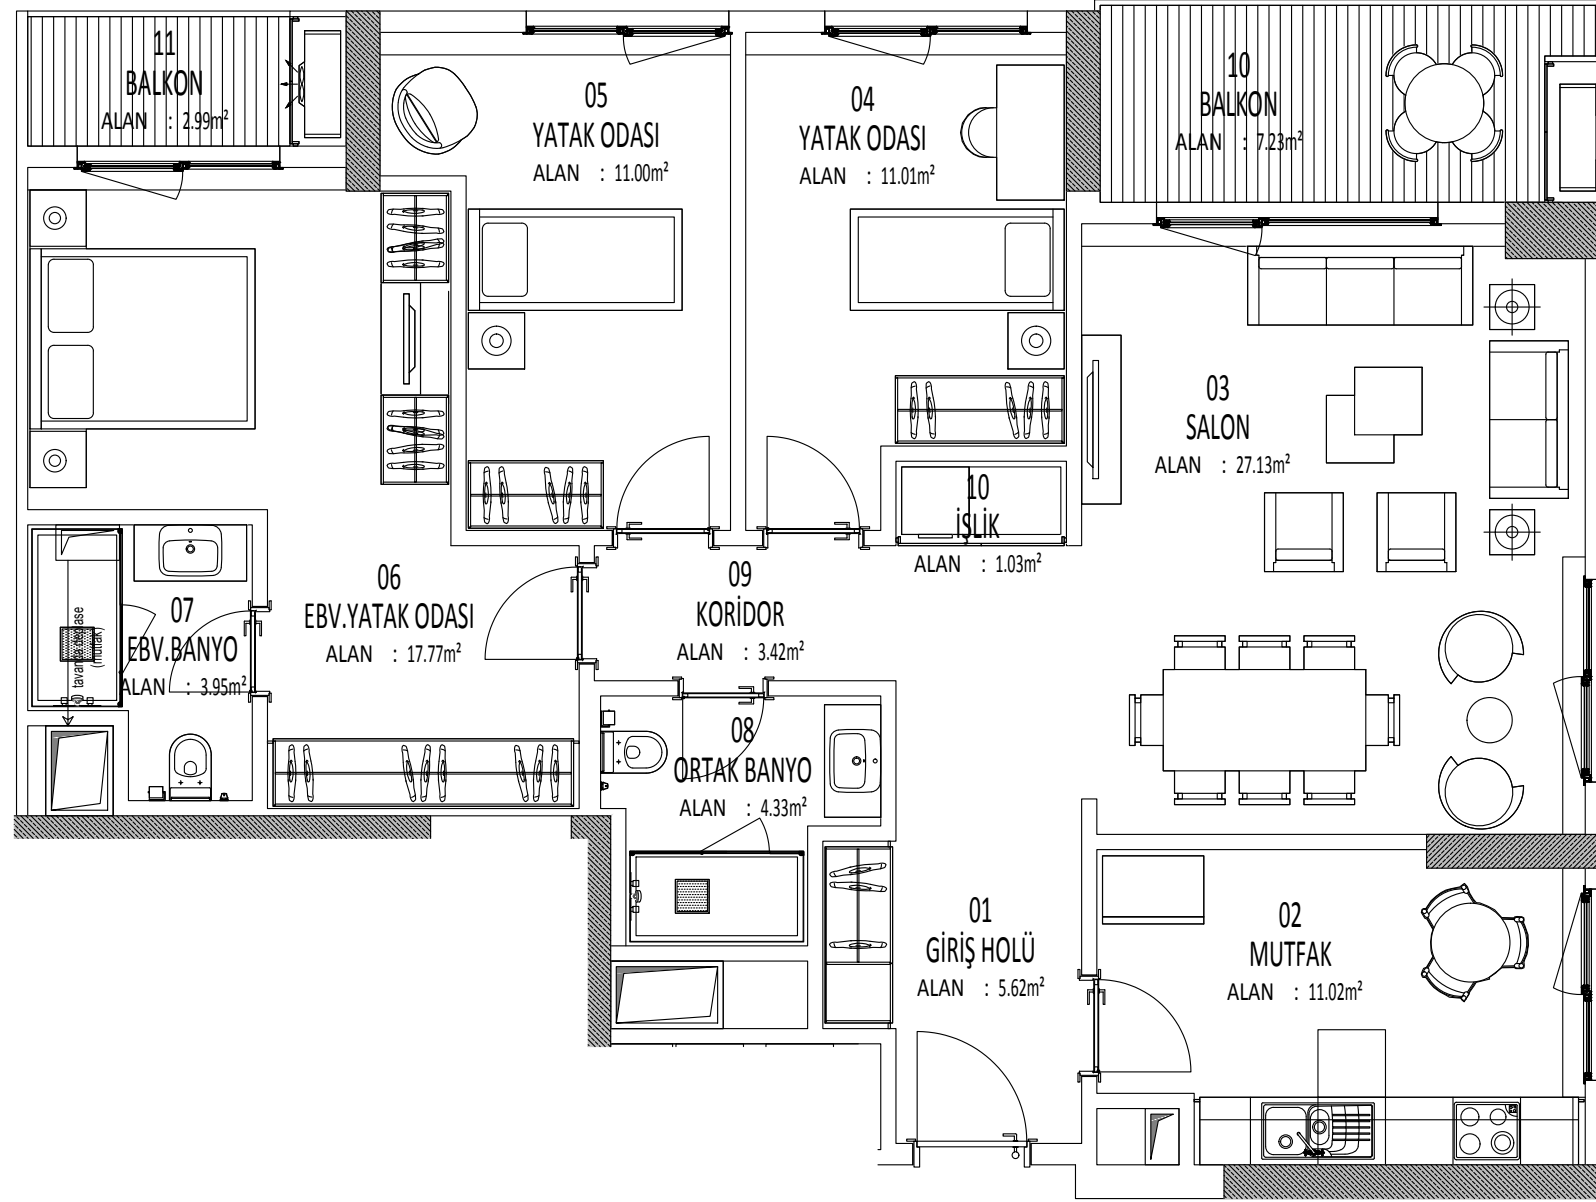 11
BALKON
ALAN : 2.99m²
05
YATAK ODASI
ALAN : 11.00m²
04
YATAK ODASI
ALAN : 11.01m²
10
BALKON
ALAN : 7.23m²
03
SALON
ALAN : 27.13m²
10
İŞLİK
ALAN : 1.03m²
06
EBV.YATAK ODASI
ALAN : 17.77m²
09
KORİDOR
ALAN : 3.42m²
07
EBV.BANYO
ALAN : 3.95m²
(mutfak)
08
ORTAK BANYO
ALAN : 4.33m²
01
GİRİŞ HOLÜ
ALAN : 5.62m²
02
MUTFAK
ALAN : 11.02m²